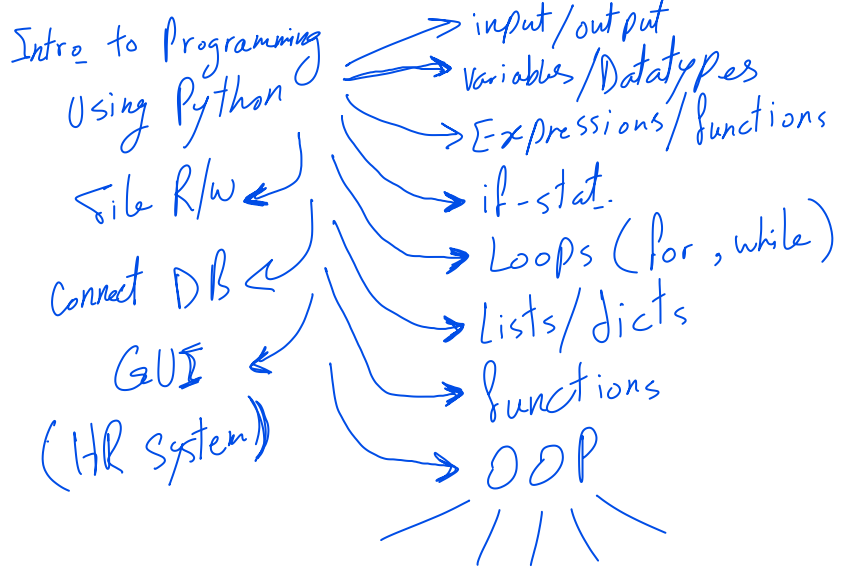 Intro to Programming
Using Python
File R/W
Connect DB
GUI
(HR System)
input/output
Variables/Datatypes
Expressions/functions
if-stat.
Loops (for, while)
Lists/dicts
functions
OOP